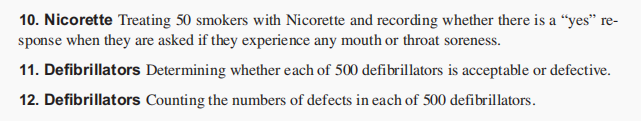 10. Nicorette Treating 50 smokers with Nicorette and recording whether there is a “yes” re-
sponse when they are asked if they experience any mouth or throat soreness.
11. Defibrillators Determining whether each of 500 defibrillators is acceptable or defective.
12. Defibrillators Counting the numbers of defects in each of 500 defibrillators.